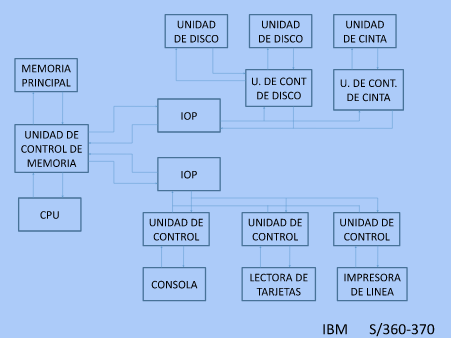 UNIDAD
DE DISCO
UNIDAD
DE DISCO
UNIDAD
DE CINTA
MEMORIA
PRINCIPAL
U. DE CONT
DE DISCO
U. DE CONT.
DE CINTA
IOP
UNIDAD DE
CONTROL DE
MEMORIA
IOP
CPU
UNIDAD DE
CONTROL
UNIDAD DE
CONTROL
UNIDAD DE
CONTROL
CONSOLA
LECTORA DE
TARJETAS
IMPRESORA
DE LINEA
IBM S/360-370